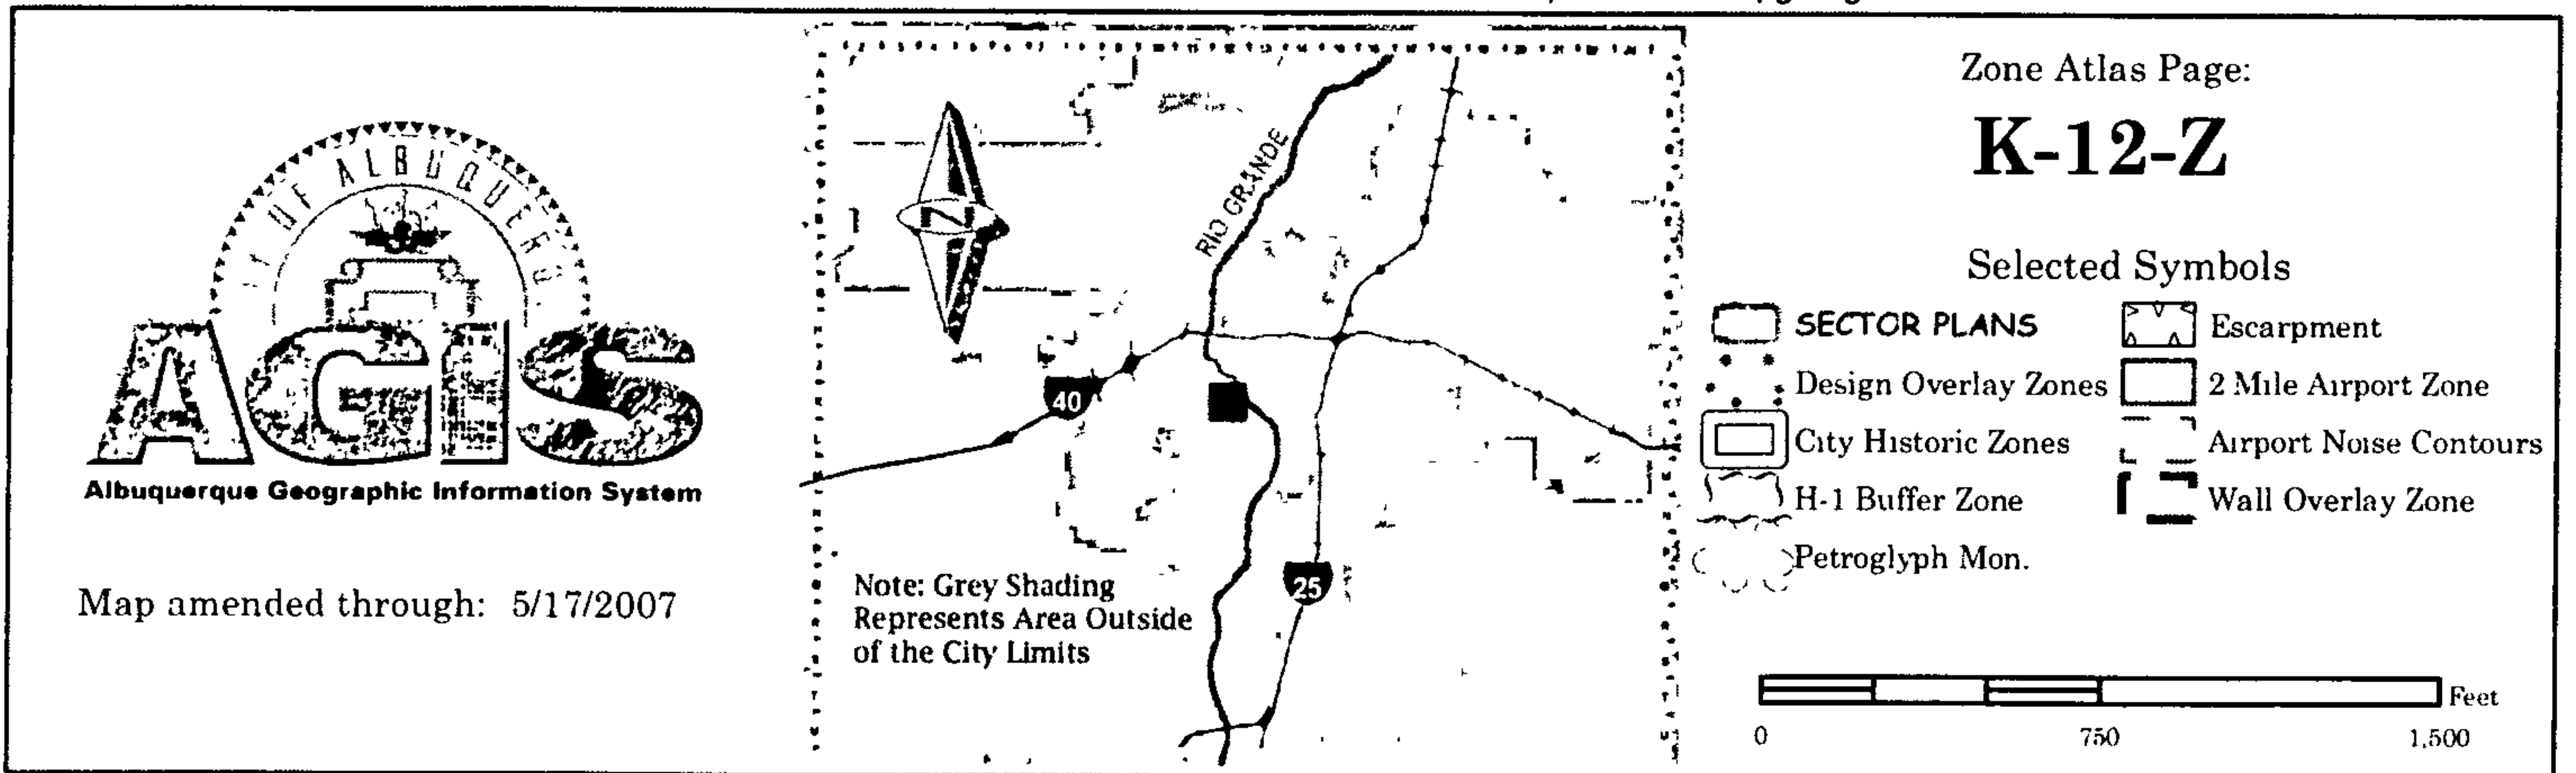 OF ALBUQUERQ
AGIS
Albuquerque Geographic Information System
Map amended through: 5/17/2007
N
RIO GRANDE
40
25
Note: Grey Shading
Represents Area Outside
of the City Limits
Zone Atlas Page:
K-12-Z
Selected Symbols
SECTOR PLANS
Escarpment
Design Overlay Zones
2 Mile Airport Zone
City Historic Zones
Airport Noise Contours
H-1 Buffer Zone
Wall Overlay Zone
Petroglyph Mon.
Feet
0 750 1,500